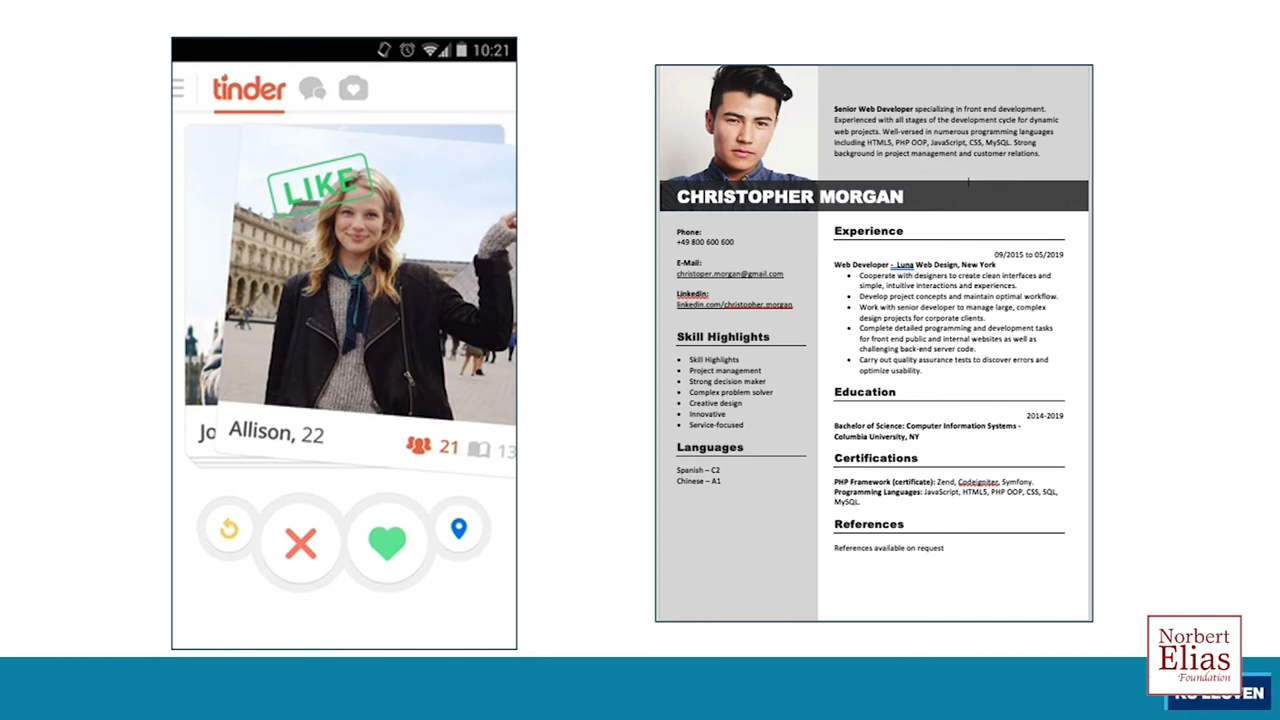 10:21
tinder
LIKE
Jo
Allison, 22
21
13
Senior Web Developer specializing in front end development.
Experienced with all stages of the development cycle for dynamic
web projects. Well-versed in numerous programming languages
including HTML5, PHP OOP, JavaScript, CSS, MySQL. Strong
background in project management and customer relations.
CHRISTOPHER MORGAN
Phone:
+49 800 600 600
E-Mail:
christoper.morgan@gmail.com
Linkedin:
linkedin.com/christopher.morgan
Skill Highlights
• Skill Highlights
• Project management
• Strong decision maker
• Complex problem solver
• Creative design
• Innovative
• Service-focused
Languages
Spanish – C2
Chinese – A1
Experience
09/2015 to 05/2019
Web Developer - Luna Web Design, New York
• Cooperate with designers to create clean interfaces and
simple, intuitive interactions and experiences.
• Develop project concepts and maintain optimal workflow.
• Work with senior developer to manage large, complex
design projects for corporate clients.
• Complete detailed programming and development tasks
for front end public and internal websites as well as
challenging back-end server code.
• Carry out quality assurance tests to discover errors and
optimize usability.
Education
2014-2019
Bachelor of Science: Computer Information Systems -
Columbia University, NY
Certifications
PHP Framework (certificate): Zend, Codeigniter, Symfony.
Programming Languages: JavaScript, HTML5, PHP OOP, CSS, SQL,
MySQL.
References
References available on request
Norbert
Elias
Foundation